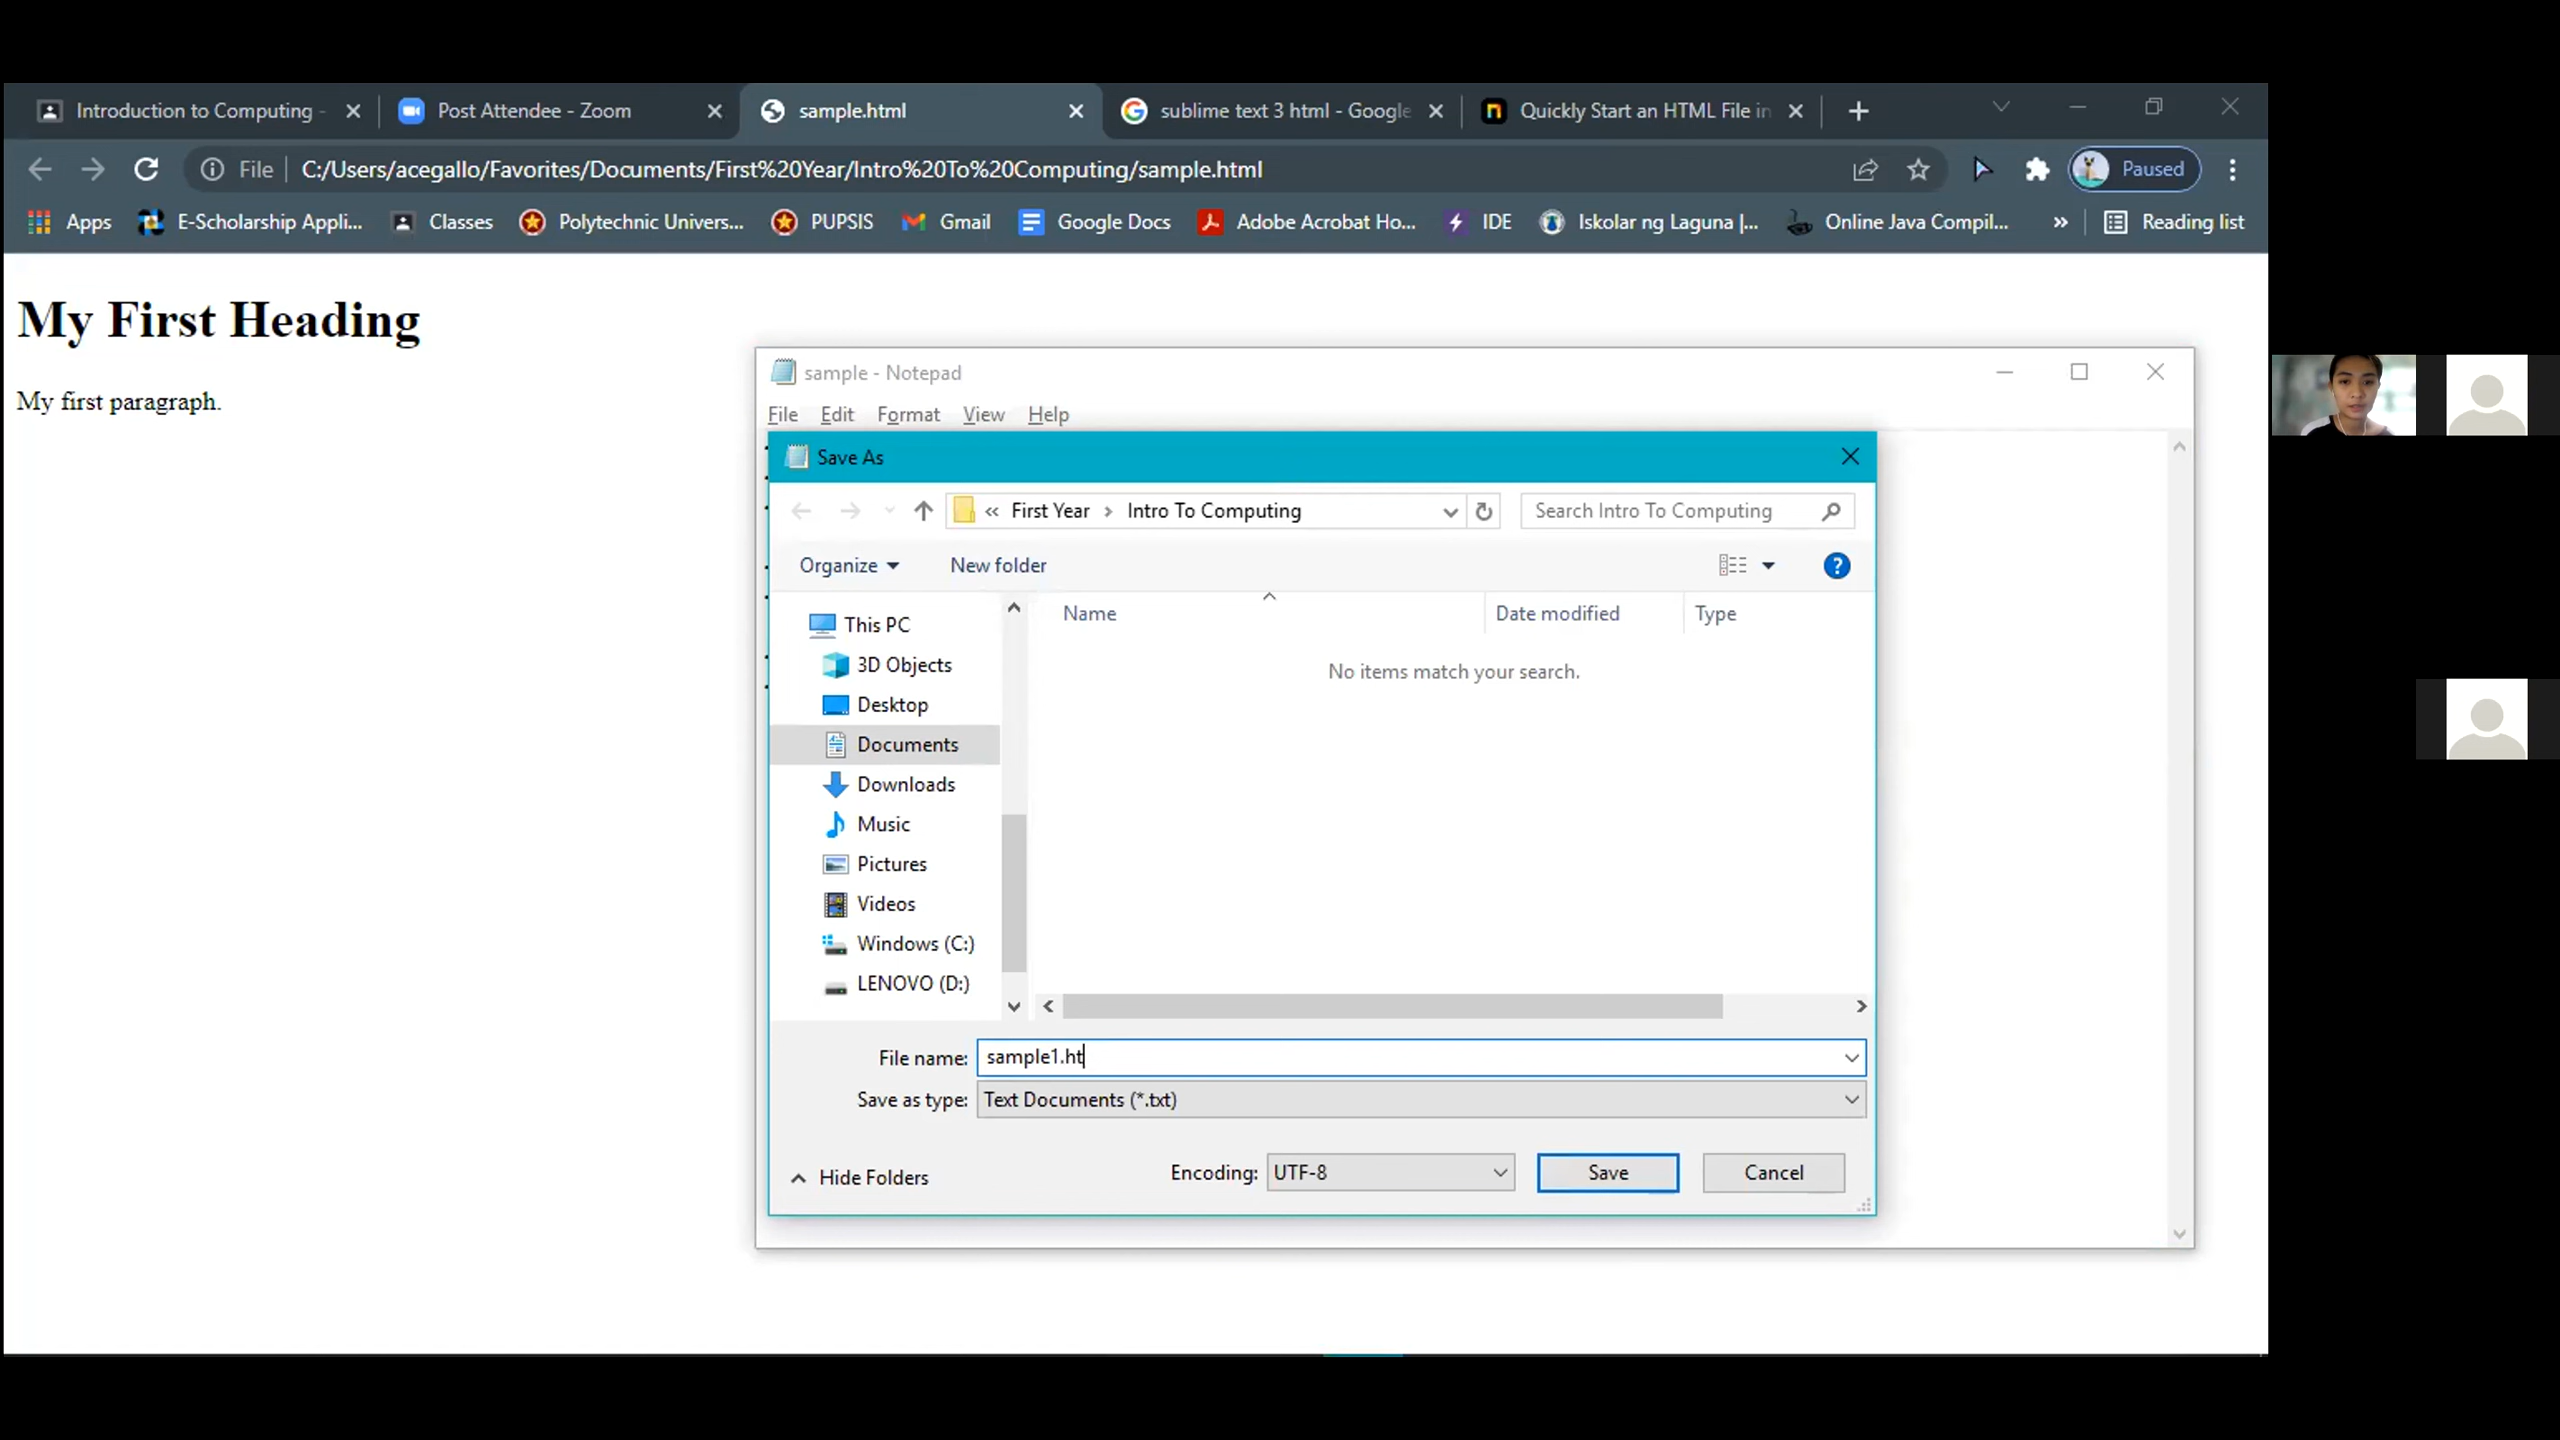 Introduction to Computing -
Post Attendee - Zoom
sample.html
sublime text 3 html - Google
Quickly Start an HTML File in
File
C:/Users/acegallo/Favorites/Documents/First%20Year/Intro%20To%20Computing/sample.html
Paused
Apps
E-Scholarship Appli...
Classes
Polytechnic Univers...
PUPSIS
Gmail
Google Docs
Adobe Acrobat Ho...
IDE
Iskolar ng Laguna |...
Online Java Compil...
»
Reading list
My First Heading
My first paragraph.
sample - Notepad
File Edit Format View Help
Save As
« First Year › Intro To Computing
Search Intro To Computing
Organize
New folder
?
This PC
3D Objects
Desktop
Documents
Downloads
Music
Pictures
Videos
Windows (C:)
LENOVO (D:)
Name
Date modified
Type
No items match your search.
File name: sample1.ht
Save as type: Text Documents (*.txt)
Hide Folders
Encoding: UTF-8
Save
Cancel